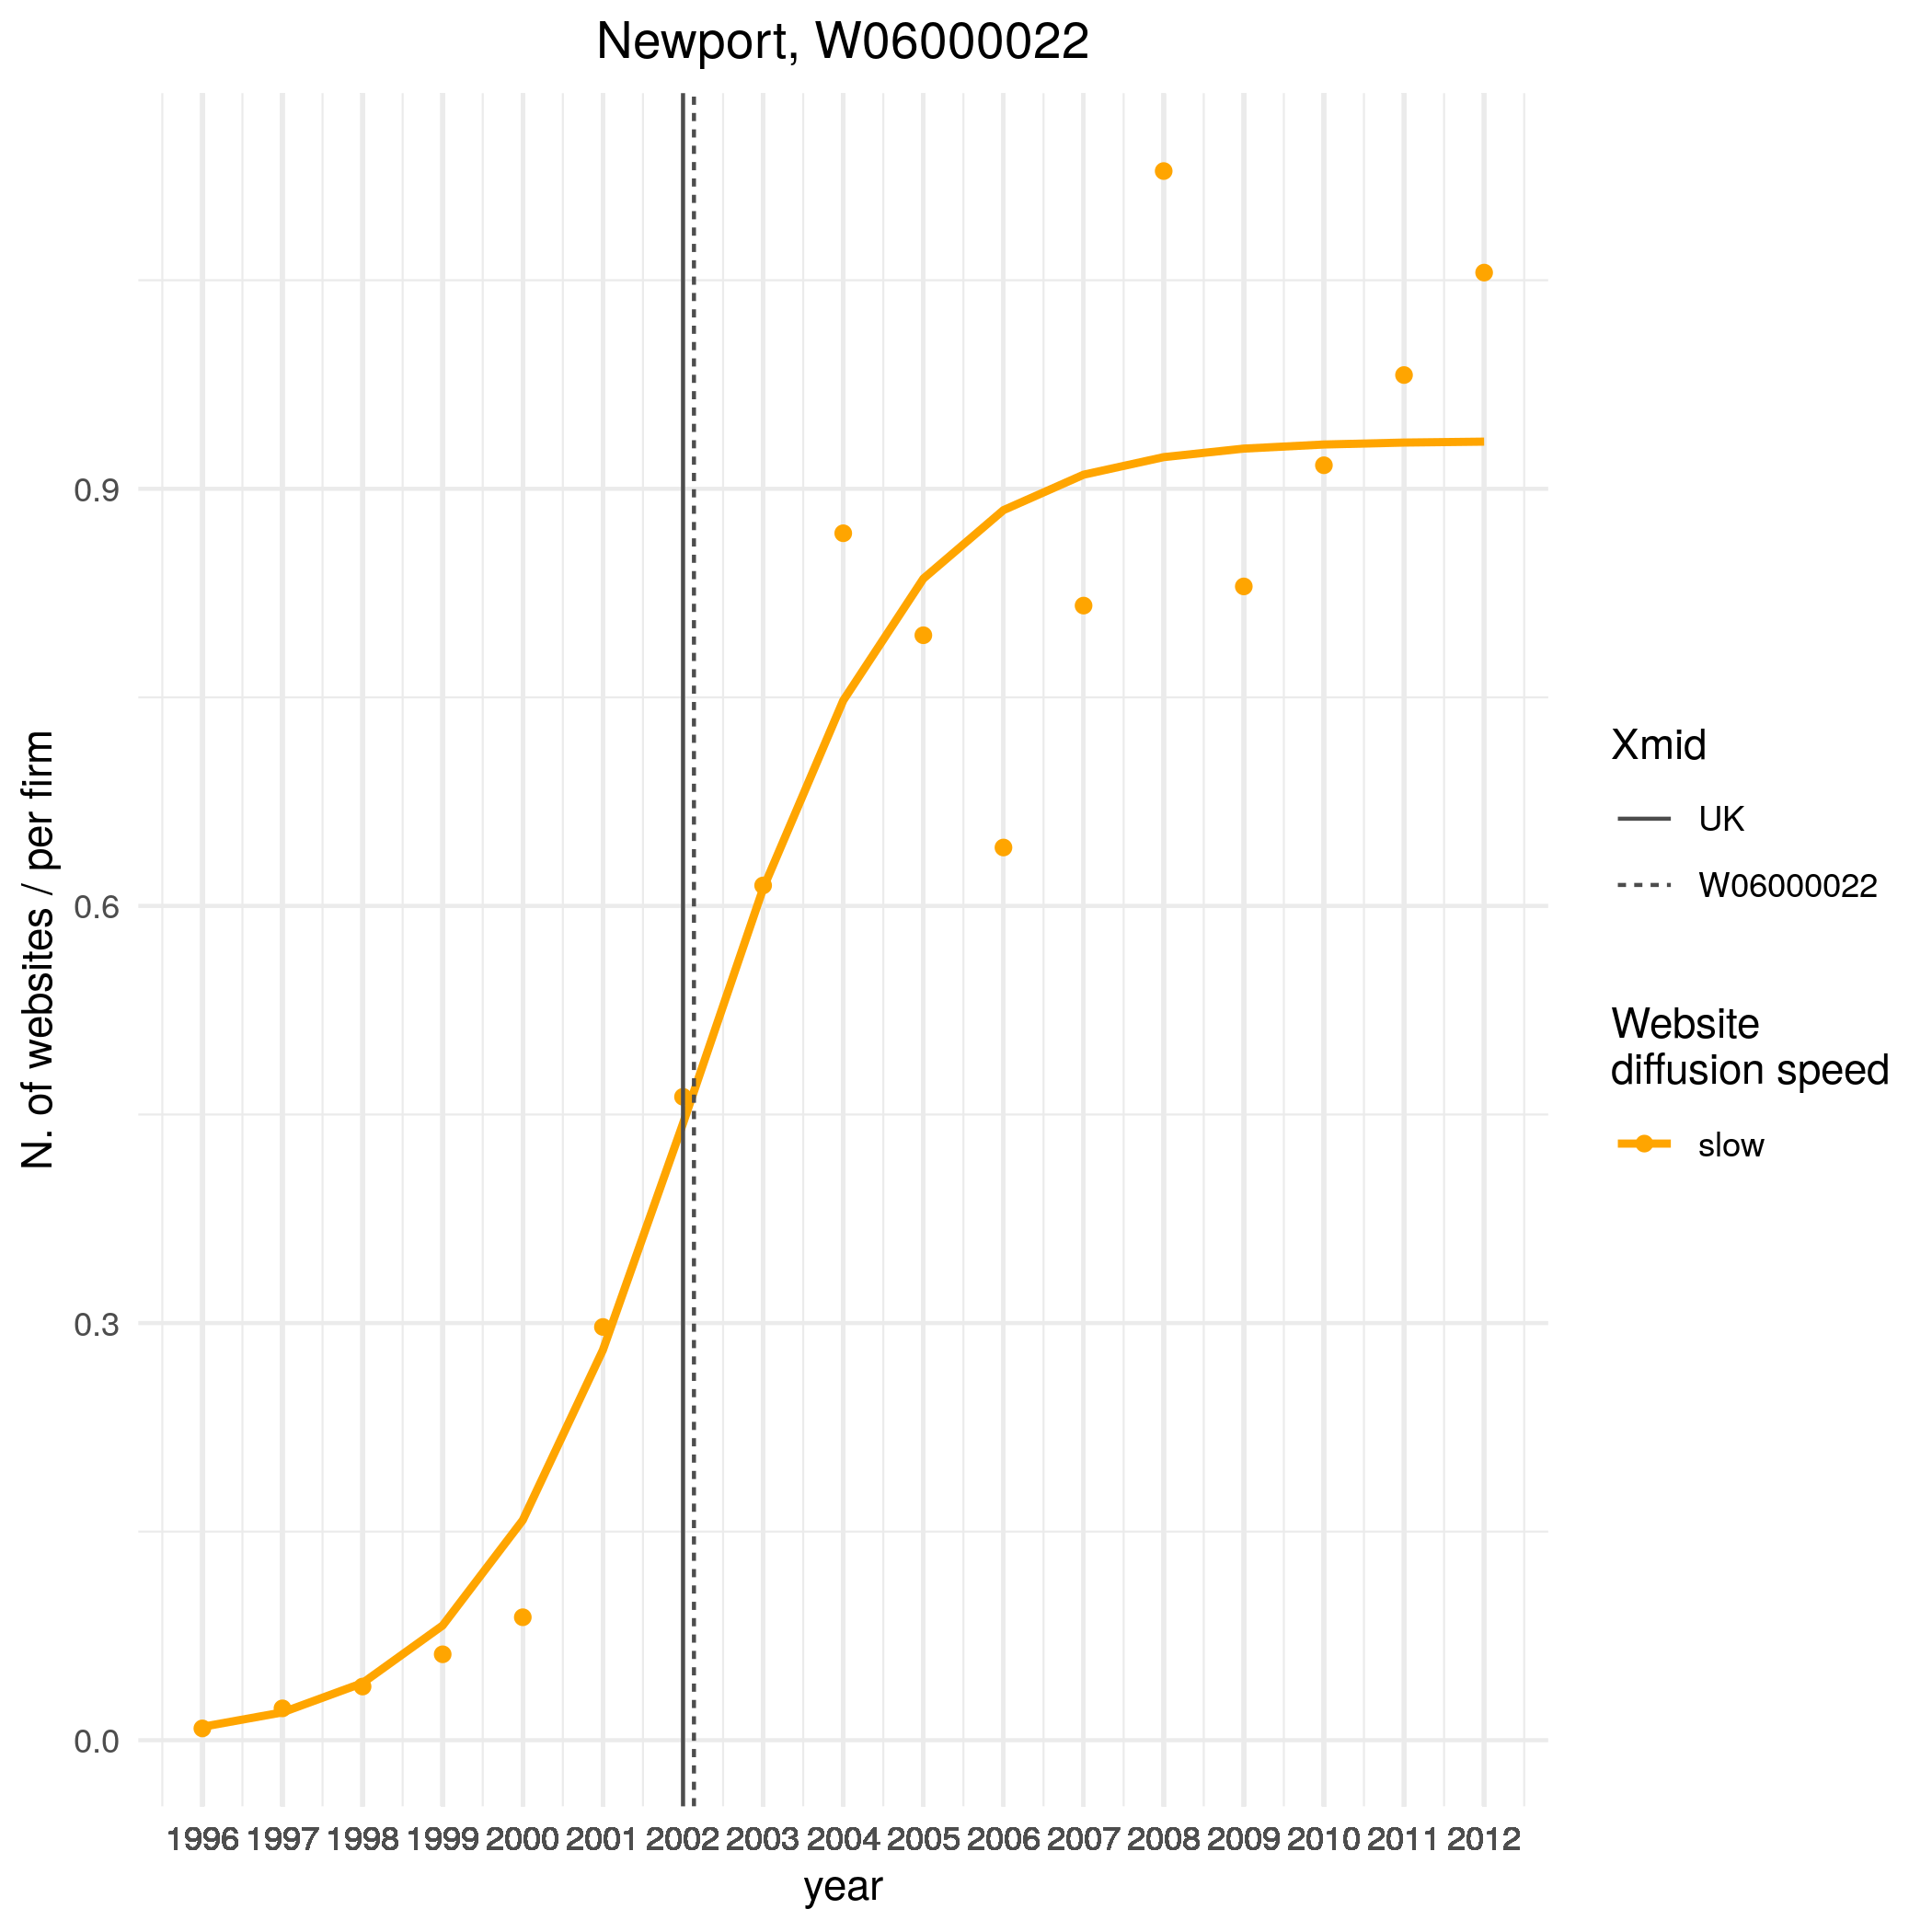 Newport, W06000022
N. of websites / per firm
0.9
0.6
0.3
0.0
1996 1997 1998 1999 2000 2001 2002 2003 2004 2005 2006 2007 2008 2009 2010 2011 2012
year
Xmid
UK
W06000022
Website
diffusion speed
slow